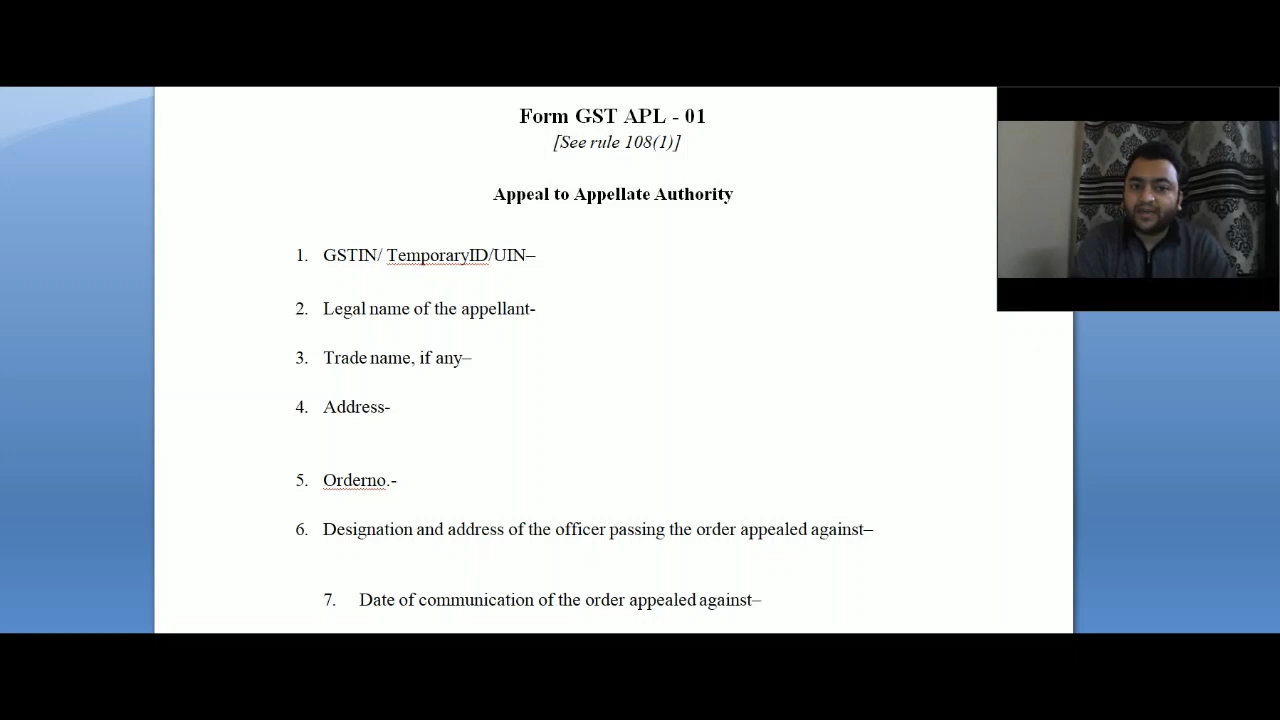 Form GST APL - 01
[See rule 108(1)]
Appeal to Appellate Authority
1. GSTIN/ TemporaryID/UIN–
2. Legal name of the appellant-
3. Trade name, if any–
4. Address-
5. Orderno.-
6. Designation and address of the officer passing the order appealed against–
7. Date of communication of the order appealed against–